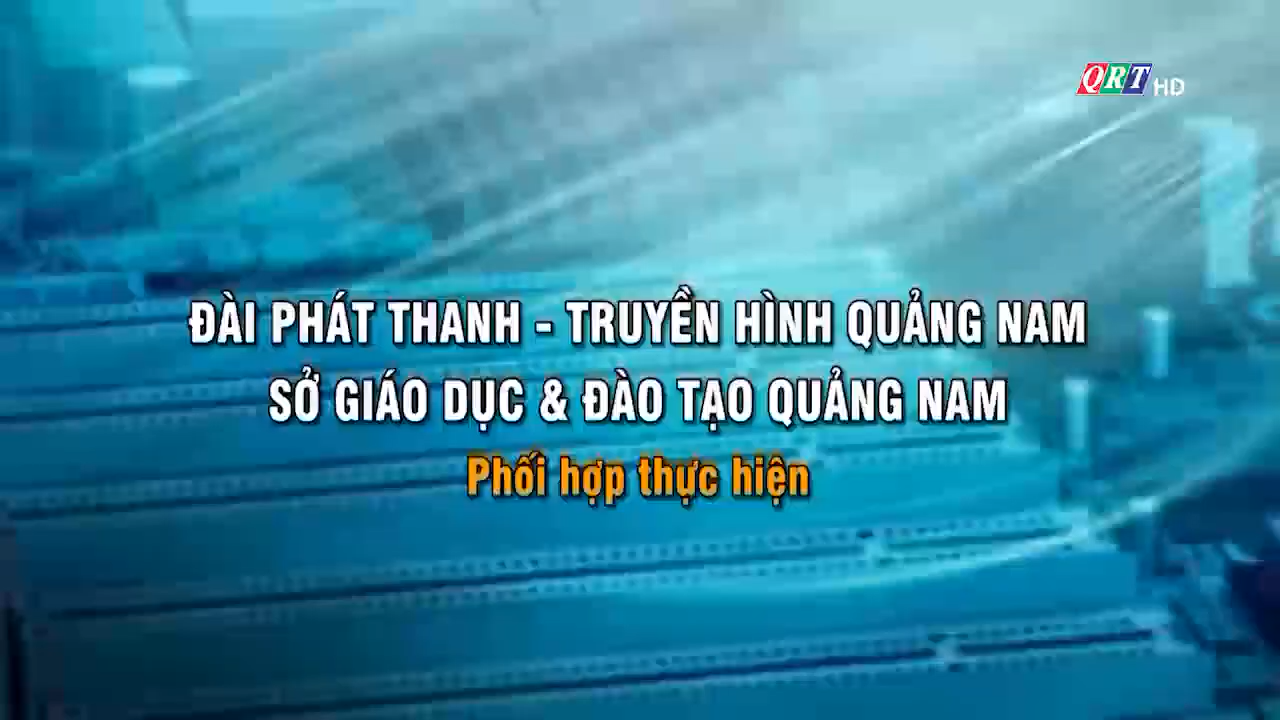 QRT HD
ĐÀI PHÁT THANH - TRUYỀN HÌNH QUẢNG NAM
SỞ GIÁO DỤC & ĐÀO TẠO QUẢNG NAM
Phối hợp thực hiện